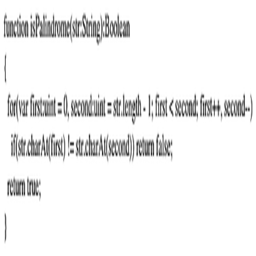 function isPalindrome(str:String):Boolean
{
for(var first:uint = 0, second:uint = str.length - 1; first < second; first++, second--)
if(str.charAt(first) != str.charAt(second)) return false;
return true;
}